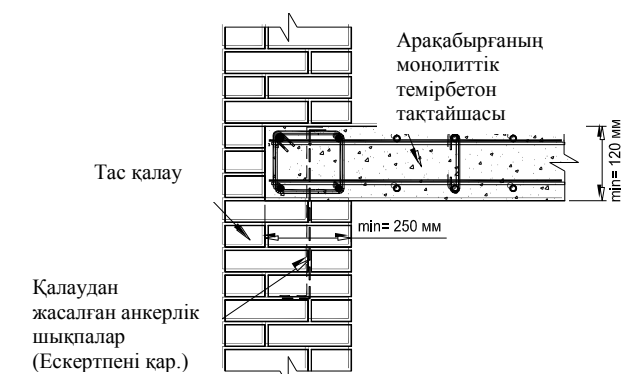 Арақабырғаның
монолиттік
темірбетон
тақтайшасы
min= 120 мм
Тас қалау
min= 250 мм
Қалаудан
жасалған анкерлік
шықпалар
(Ескертпені қар.)